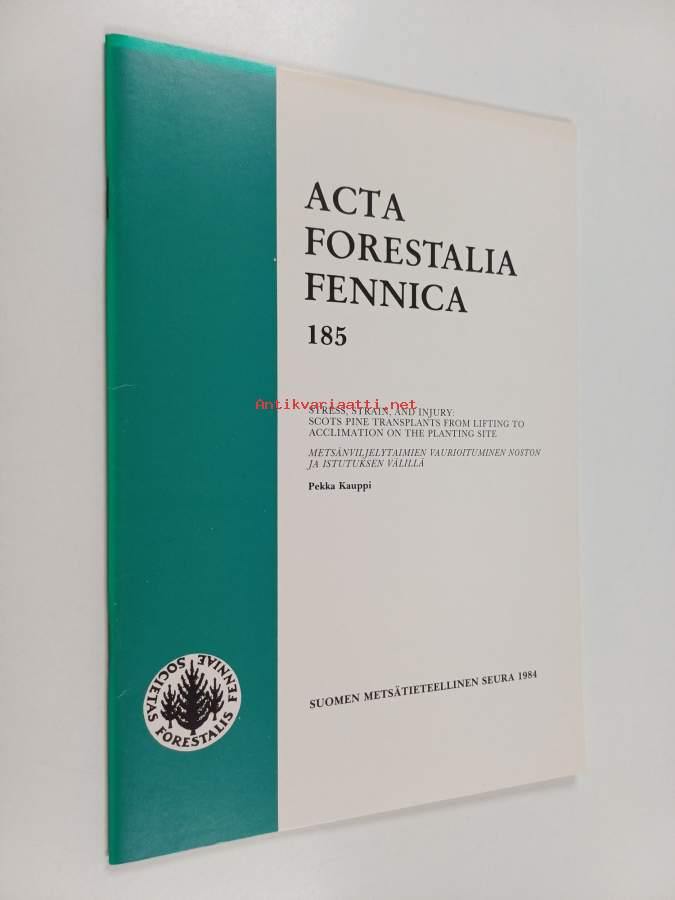 ACTA
FORESTALIA
FENNICA
185
Antikvariaatti.net
STRESS, STRAIN, AND INJURY:
SCOTS PINE TRANSPLANTS FROM LIFTING TO
ACCLIMATION ON THE PLANTING SITE
METSÄNVILJELYTAIMIEN VAURIOITUMINEN NOSTON
JA ISTUTUKSEN VÄLILLÄ
Pekka Kauppi
SOCIETAS FORESTALIS FENNIAE
SUOMEN METSÄTIETEELLINEN SEURA 1984